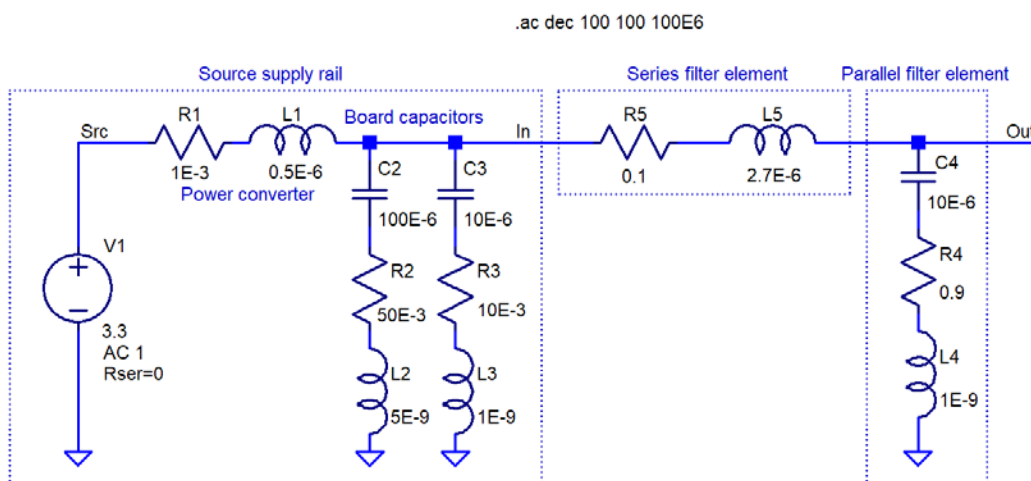 .ac dec 100 100 100E6
Source supply rail
Series filter element
Parallel filter element
Src
R1
L1
Board capacitors
In
R5
L5
Out
1E-3
0.5E-6
C2
C3
0.1
2.7E-6
C4
Power converter
100E-6
10E-6
10E-6
V1
R2
R3
R4
50E-3
10E-3
0.9
3.3
AC 1
Rser=0
L2
L3
L4
5E-9
1E-9
1E-9